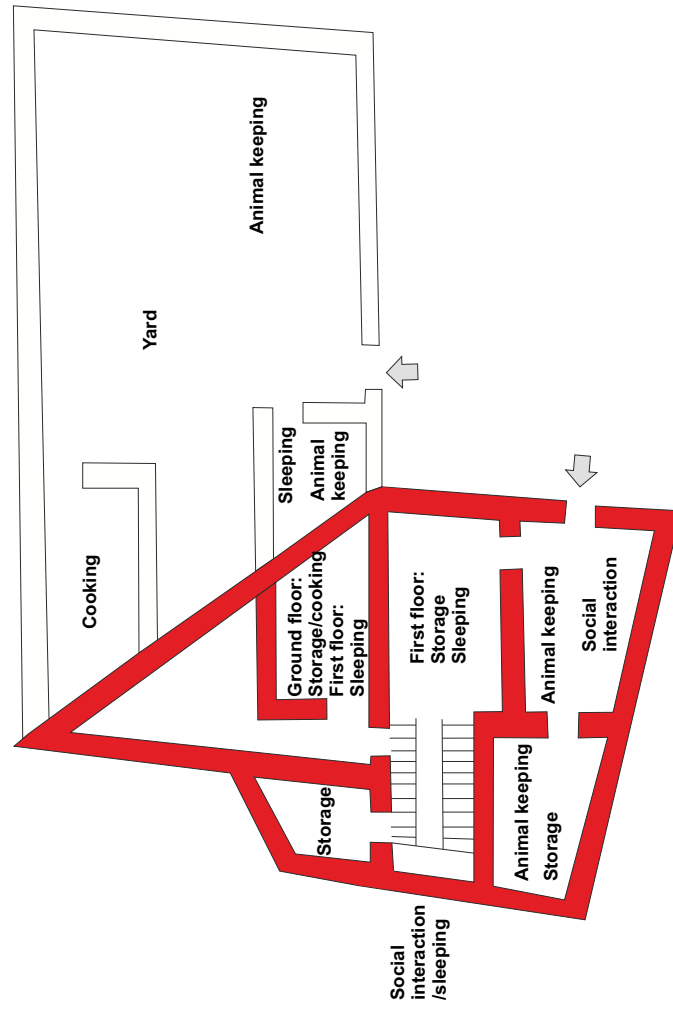 Cooking
Yard
Animal keeping
Sleeping
Animal
keeping
Ground floor:
Storage/cooking
First floor:
Sleeping
First floor:
Storage
Sleeping
Storage
Social
interaction
/sleeping
Animal keeping
Storage
Animal keeping
Social
interaction